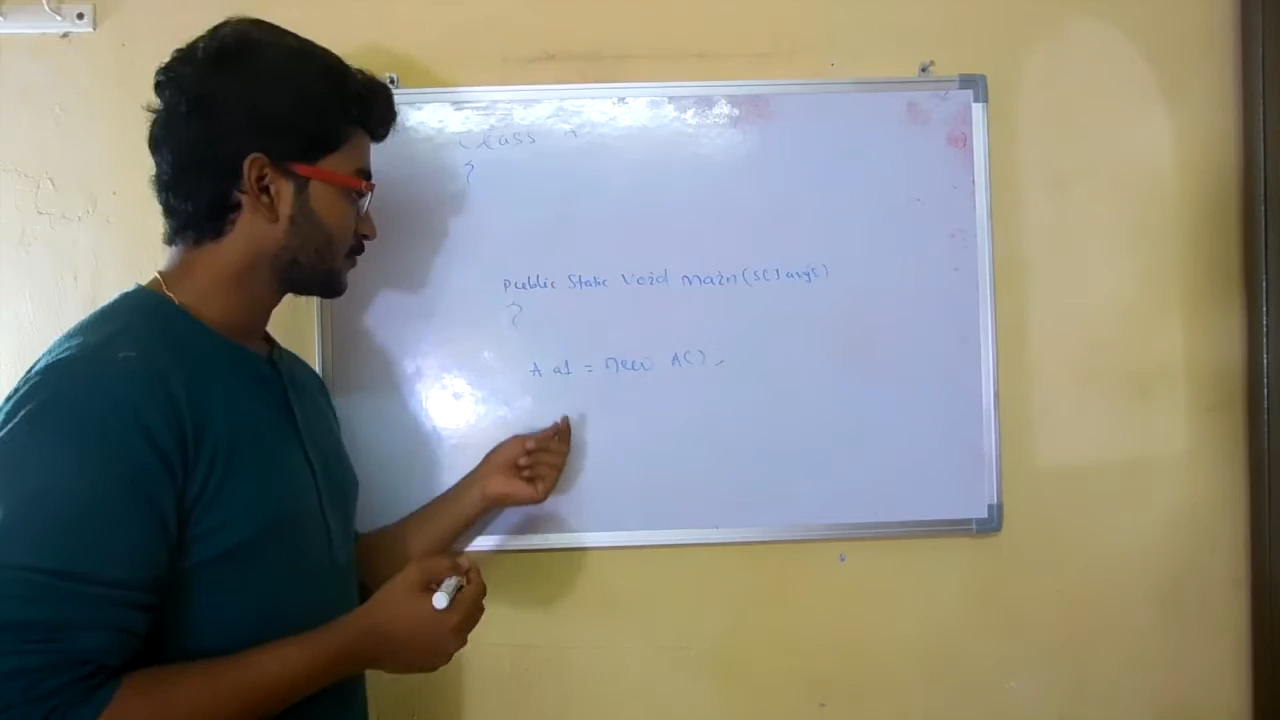 class
{
public static void main(S[] args)
{
A a1 = new A();